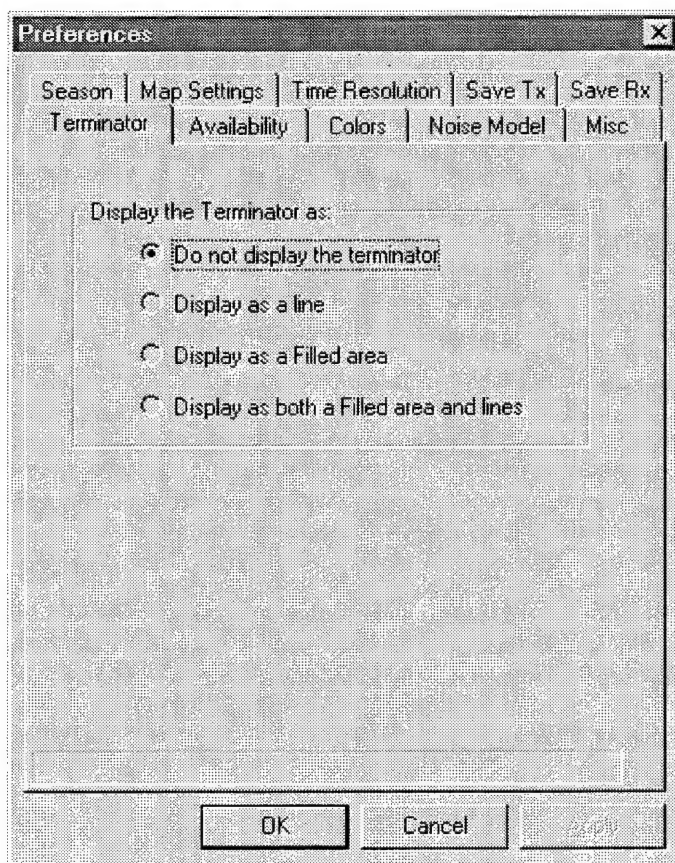 Preferences
Season Map Settings Time Resolution Save Tx Save Rx
Terminator Availability Colors Noise Model Misc
Display the Terminator as:
Do not display the terminator
Display as a line
Display as a Filled area
Display as both a Filled area and lines
OK Cancel Apply